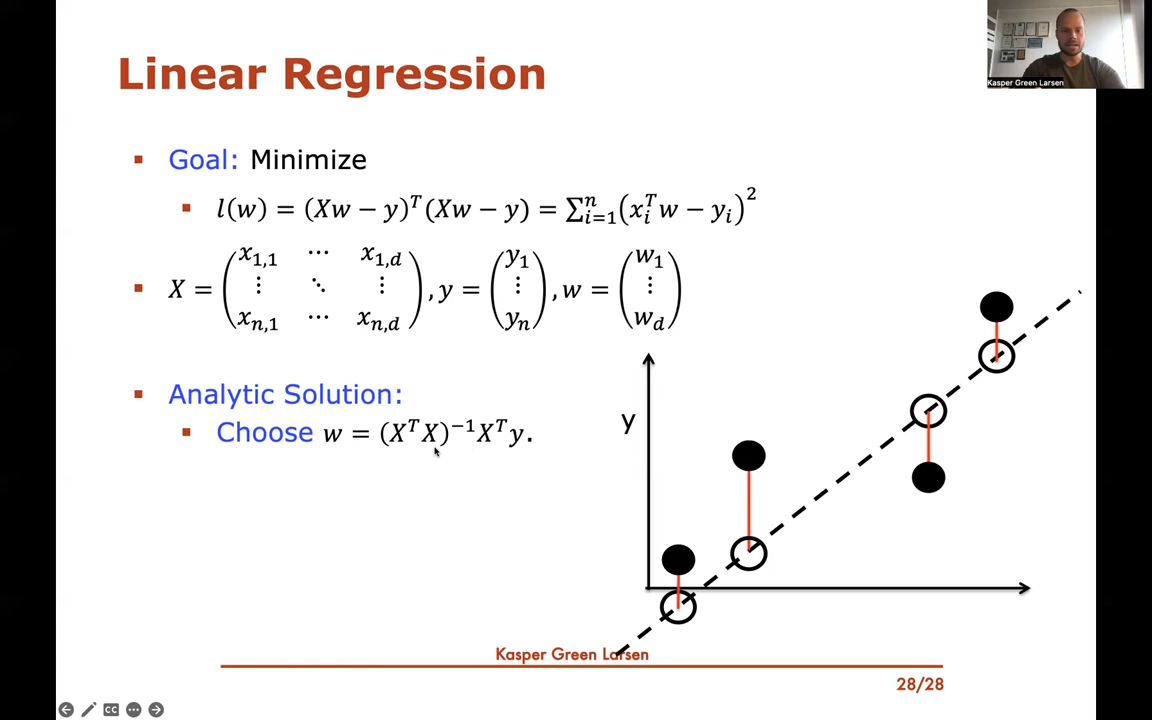 Linear Regression
Kasper Green Larsen
Goal: Minimize
l(w) = (Xw − y)^T(Xw − y) = ∑_{i=1}^{n}(x_i^T w − y_i)^2
X = (x_{1,1} ⋯ x_{1,d} ⋮ ⋱ ⋮ x_{n,1} ⋯ x_{n,d}), y = (y_1 ⋮ y_n), w = (w_1 ⋮ w_d)
Analytic Solution:
Choose w = (X^T X)^{−1}X^T y.
y
Kasper Green Larsen
28/28
CC